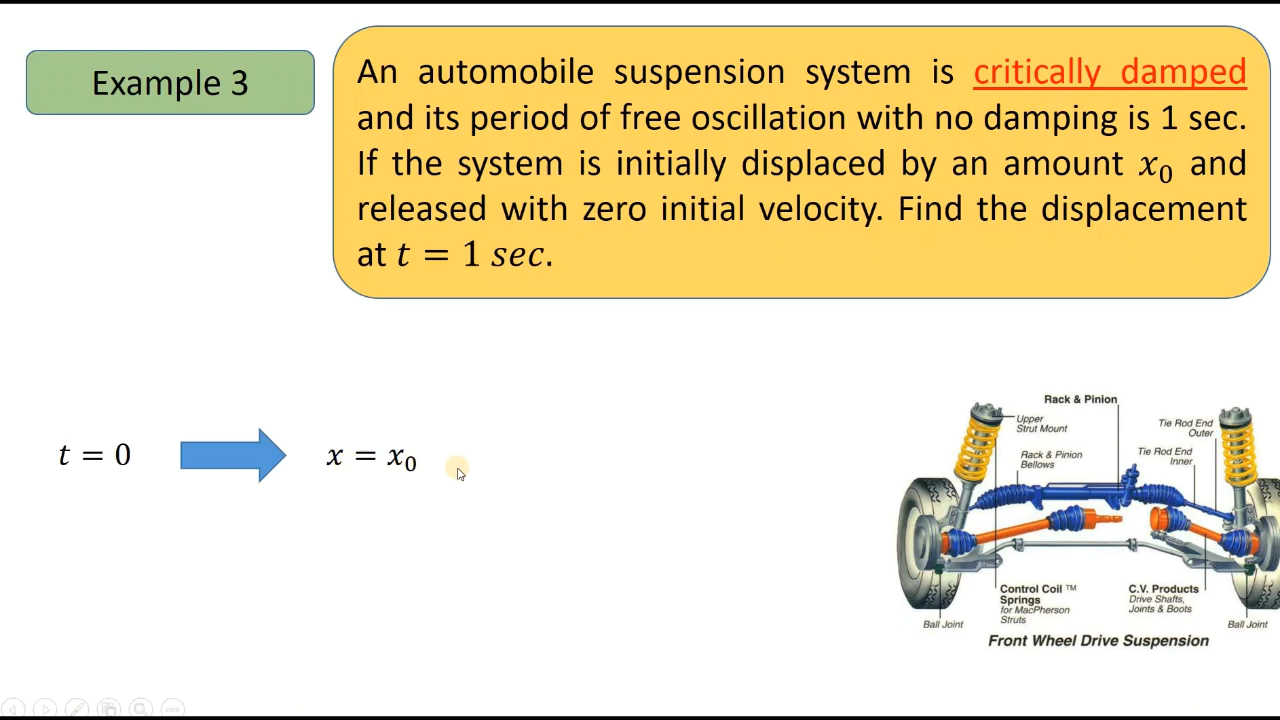 Example 3
An automobile suspension system is critically damped
and its period of free oscillation with no damping is 1 sec.
If the system is initially displaced by an amount x₀ and
released with zero initial velocity. Find the displacement
at t = 1 sec.
t = 0
x = x₀
Rack & Pinion
Upper
Strut Mount
Rack & Pinion
Bellows
Tie Rod End
Outer
Tie Rod End
Inner
Control Coil ™
Springs
for MacPherson
Struts
C.V. Products
Drive Shafts,
Joints & Boots
Ball Joint
Ball Joint
Front Wheel Drive Suspension